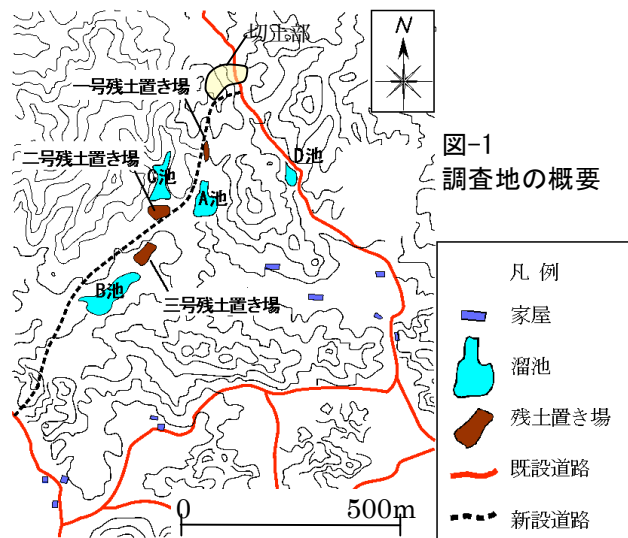 切土部
N
一号残土置き場
二号残土置き場
C池
D池
A池
B池
三号残土置き場
図-1
調査地の概要
凡 例
家屋
溜池
残土置き場
既設道路
新設道路
0
500m